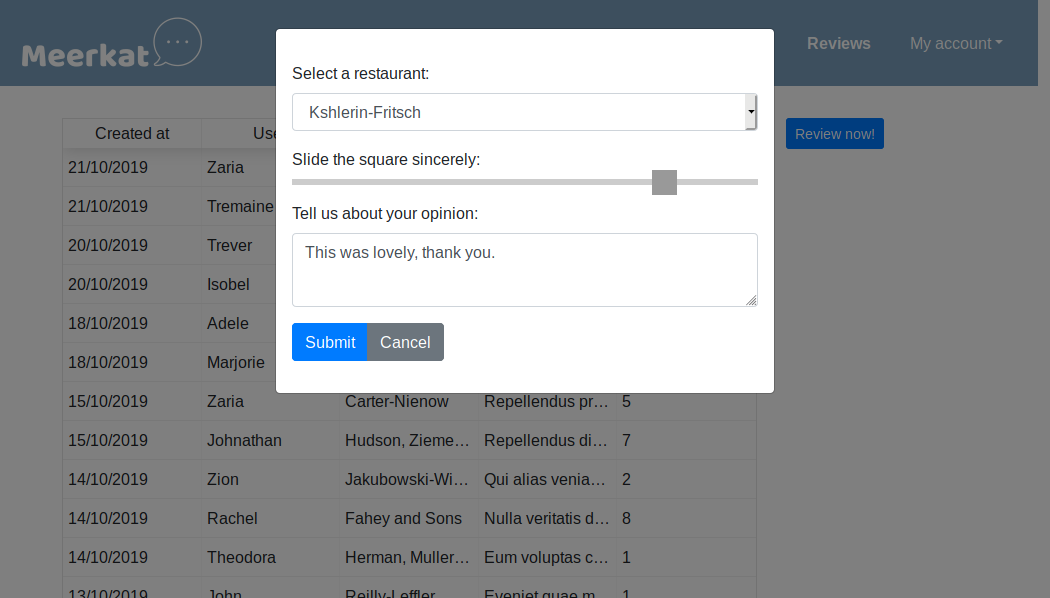 Meerkat ...
Reviews My account
Select a restaurant:
Kshlerin-Fritsch
Review now!
Created at Use
Slide the square sincerely:
21/10/2019 Zaria
21/10/2019 Tremaine
Tell us about your opinion:
20/10/2019 Trever
This was lovely, thank you.
20/10/2019 Isobel
18/10/2019 Adele
Submit Cancel
18/10/2019 Marjorie
15/10/2019 Zaria Carter-Nienow Repellendus pr... 5
15/10/2019 Johnathan Hudson, Zieme... Repellendus di... 7
14/10/2019 Zion Jakubowski-Wi... Qui alias venia... 2
14/10/2019 Rachel Fahey and Sons Nulla veritatis d... 8
14/10/2019 Theodora Herman, Muller... Eum voluptas c... 1
13/10/2019 John Reilly-Leffler Eveniet quae m... 1